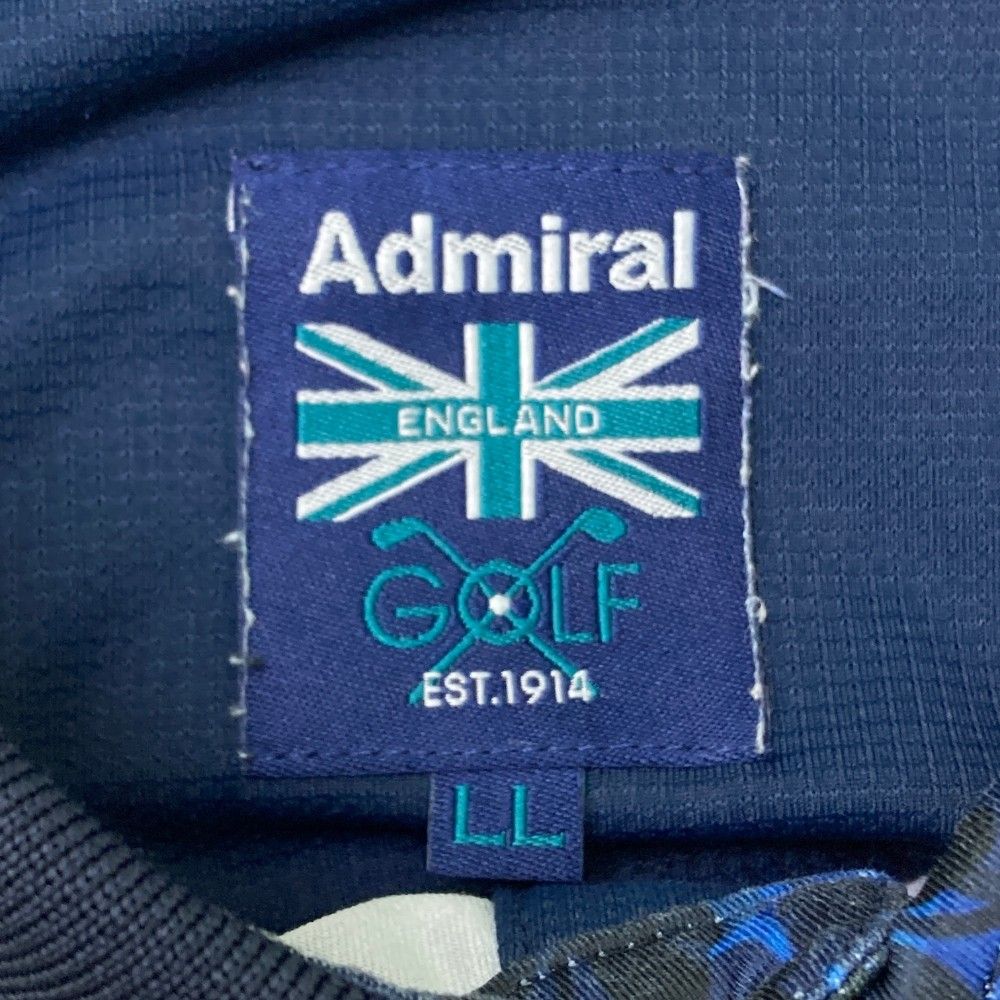 Admiral
ENGLAND
GOLF
EST.1914
LL